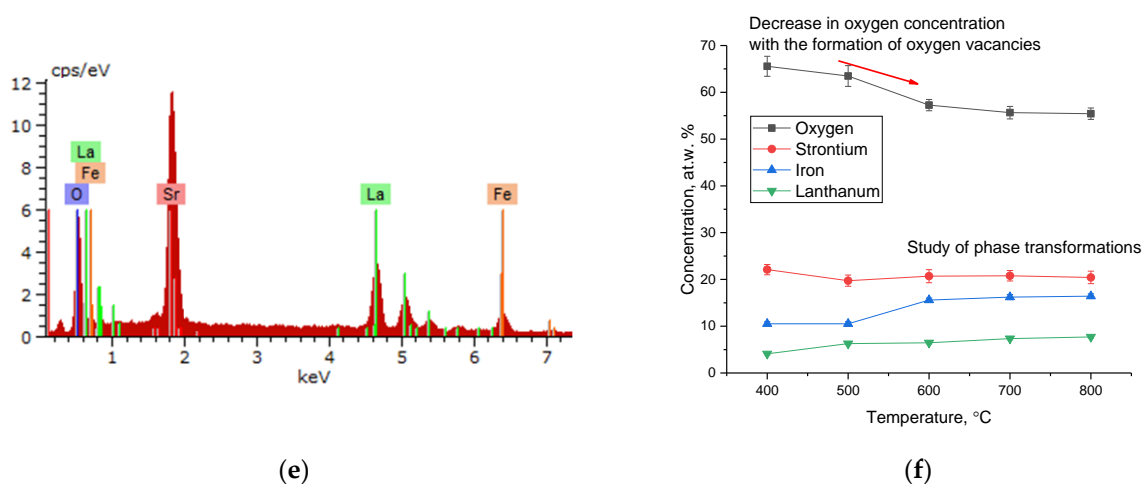 cps/eV
12
10
8
6
4
2
0
La
Fe
O
Sr
La
Fe
1 2 3 4 5 6 7
keV
(e)
Decrease in oxygen concentration
with the formation of oxygen vacancies
70
60
50
40
30
20
10
0
Concentration, at.w. %
Oxygen
Strontium
Iron
Lanthanum
Study of phase transformations
400 500 600 700 800
Temperature, °C
(f)